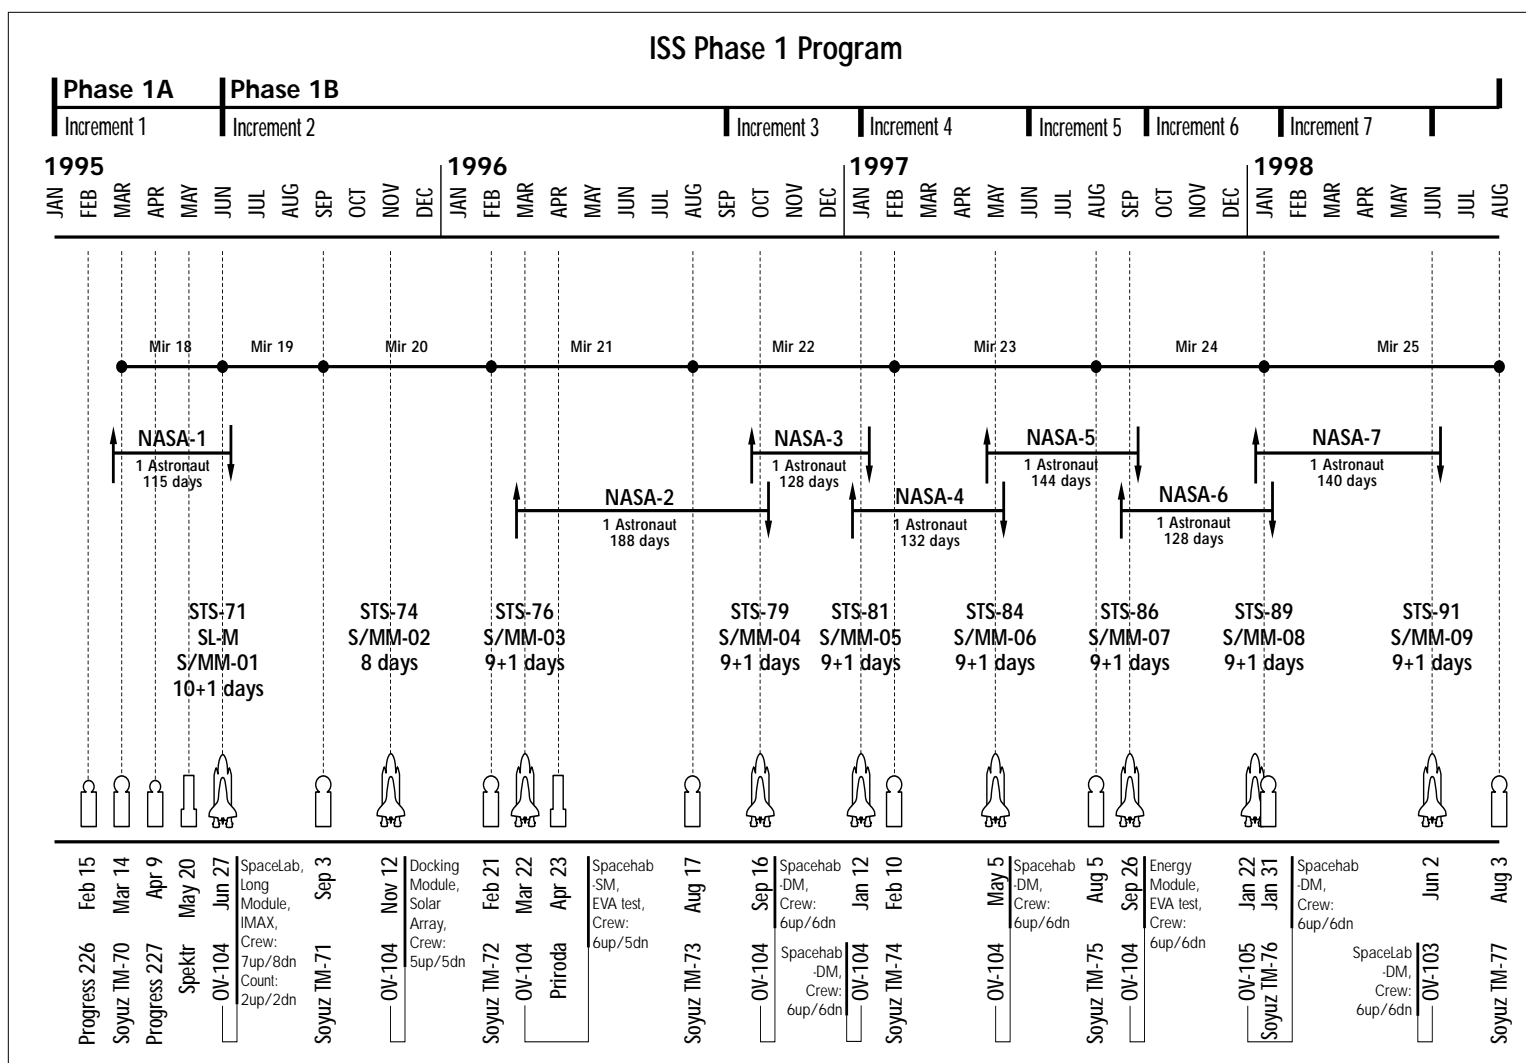 ISS Phase 1 Program
Phase 1A
Phase 1B
Increment 1
Increment 2
Increment 3
Increment 4
Increment 5
Increment 6
Increment 7
1995
1996
1997
1998
JAN
FEB
MAR
APR
MAY
JUN
JUL
AUG
SEP
OCT
NOV
DEC
JAN
FEB
MAR
APR
MAY
JUN
JUL
AUG
SEP
OCT
NOV
DEC
JAN
FEB
MAR
APR
MAY
JUN
JUL
AUG
SEP
OCT
NOV
DEC
JAN
FEB
MAR
APR
MAY
JUN
JUL
AUG
Mir 18
Mir 19
Mir 20
Mir 21
Mir 22
Mir 23
Mir 24
Mir 25
NASA-1
1 Astronaut
115 days
NASA-2
1 Astronaut
188 days
NASA-3
1 Astronaut
128 days
NASA-4
1 Astronaut
132 days
NASA-5
1 Astronaut
144 days
NASA-6
1 Astronaut
128 days
NASA-7
1 Astronaut
140 days
STS-71
SL-M
S/MM-01
10+1 days
STS-74
S/MM-02
8 days
STS-76
S/MM-03
9+1 days
STS-79
S/MM-04
9+1 days
STS-81
S/MM-05
9+1 days
STS-84
S/MM-06
9+1 days
STS-86
S/MM-07
9+1 days
STS-89
S/MM-08
9+1 days
STS-91
S/MM-09
9+1 days
Progress 226 Feb 15
Soyuz TM-70 Mar 14
Progress 227 Apr 9
Spektr May 20
OV-104 Jun 27
SpaceLab,
Long
Module,
IMAX,
Crew:
7up/8dn
Count:
2up/2dn
Soyuz TM-71 Sep 3
OV-104 Nov 12
Docking
Module,
Solar
Array,
Crew:
5up/5dn
Soyuz TM-72 Feb 21
OV-104 Mar 22
Priroda Apr 23
Spacehab
-SM,
EVA test,
Crew:
6up/5dn
Soyuz TM-73 Aug 17
OV-104 Sep 16
Spacehab
-DM,
Crew:
6up/6dn
Spacehab
-DM,
Crew:
6up/6dn
OV-104 Jan 12
Soyuz TM-74 Feb 10
OV-104 May 5
Spacehab
-DM,
Crew:
6up/6dn
Soyuz TM-75 Aug 5
OV-104 Sep 26
Energy
Module,
EVA test,
Crew:
6up/6dn
OV-105 Jan 22
Soyuz TM-76 Jan 31
Spacehab
-DM,
Crew:
6up/6dn
SpaceLab
-DM,
Crew:
6up/6dn
OV-103 Jun 2
Soyuz TM-77 Aug 3